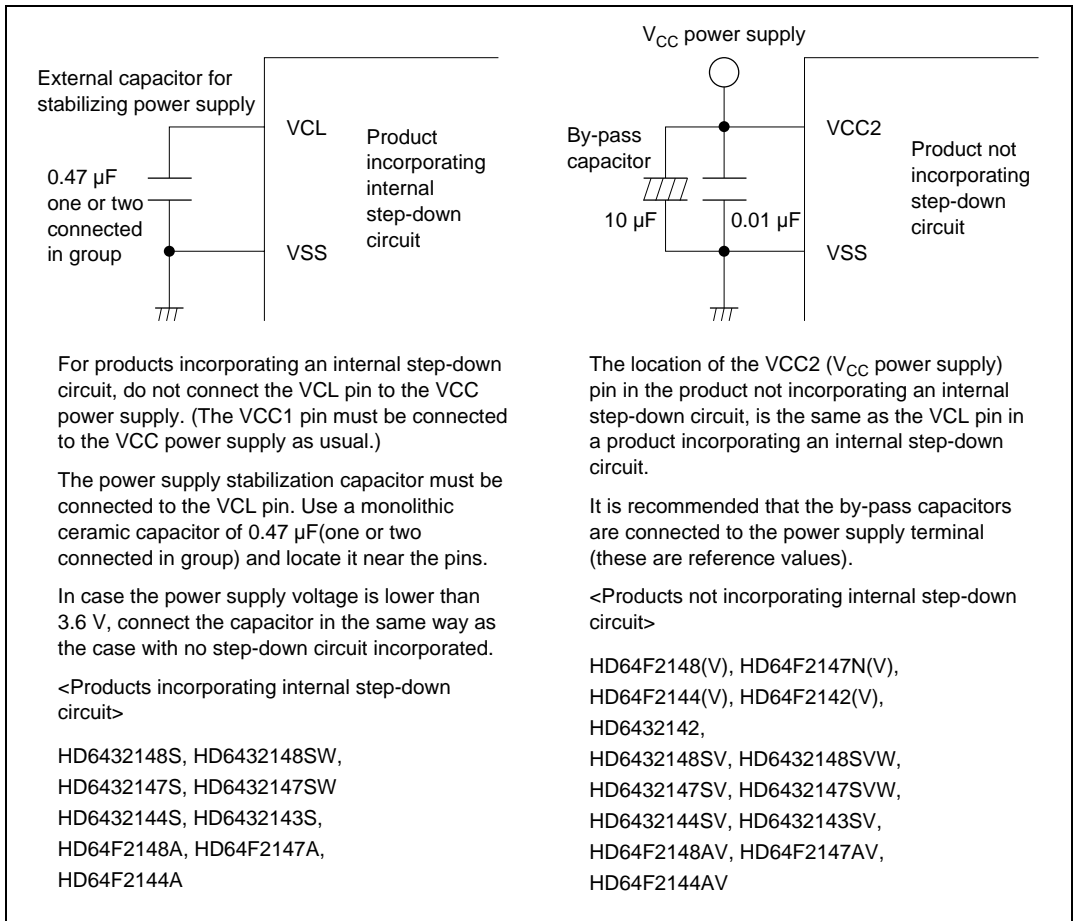 External capacitor for
stabilizing power supply
VCL
Product
incorporating
internal
step-down
circuit
0.47 µF
one or two
connected
in group
VSS
For products incorporating an internal step-down
circuit, do not connect the VCL pin to the VCC
power supply. (The VCC1 pin must be connected
to the VCC power supply as usual.)
The power supply stabilization capacitor must be
connected to the VCL pin. Use a monolithic
ceramic capacitor of 0.47 µF(one or two
connected in group) and locate it near the pins.
In case the power supply voltage is lower than
3.6 V, connect the capacitor in the same way as
the case with no step-down circuit incorporated.
<Products incorporating internal step-down
circuit>
HD6432148S, HD6432148SW,
HD6432147S, HD6432147SW
HD6432144S, HD6432143S,
HD64F2148A, HD64F2147A,
HD64F2144A
VCC power supply
By-pass
capacitor
VCC2
Product not
incorporating
step-down
circuit
10 µF
0.01 µF
VSS
The location of the VCC2 (VCC power supply)
pin in the product not incorporating an internal
step-down circuit, is the same as the VCL pin in
a product incorporating an internal step-down
circuit.
It is recommended that the by-pass capacitors
are connected to the power supply terminal
(these are reference values).
<Products not incorporating internal step-down
circuit>
HD64F2148(V), HD64F2147N(V),
HD64F2144(V), HD64F2142(V),
HD6432142,
HD6432148SV, HD6432148SVW,
HD6432147SV, HD6432147SVW,
HD6432144SV, HD6432143SV,
HD64F2148AV, HD64F2147AV,
HD64F2144AV